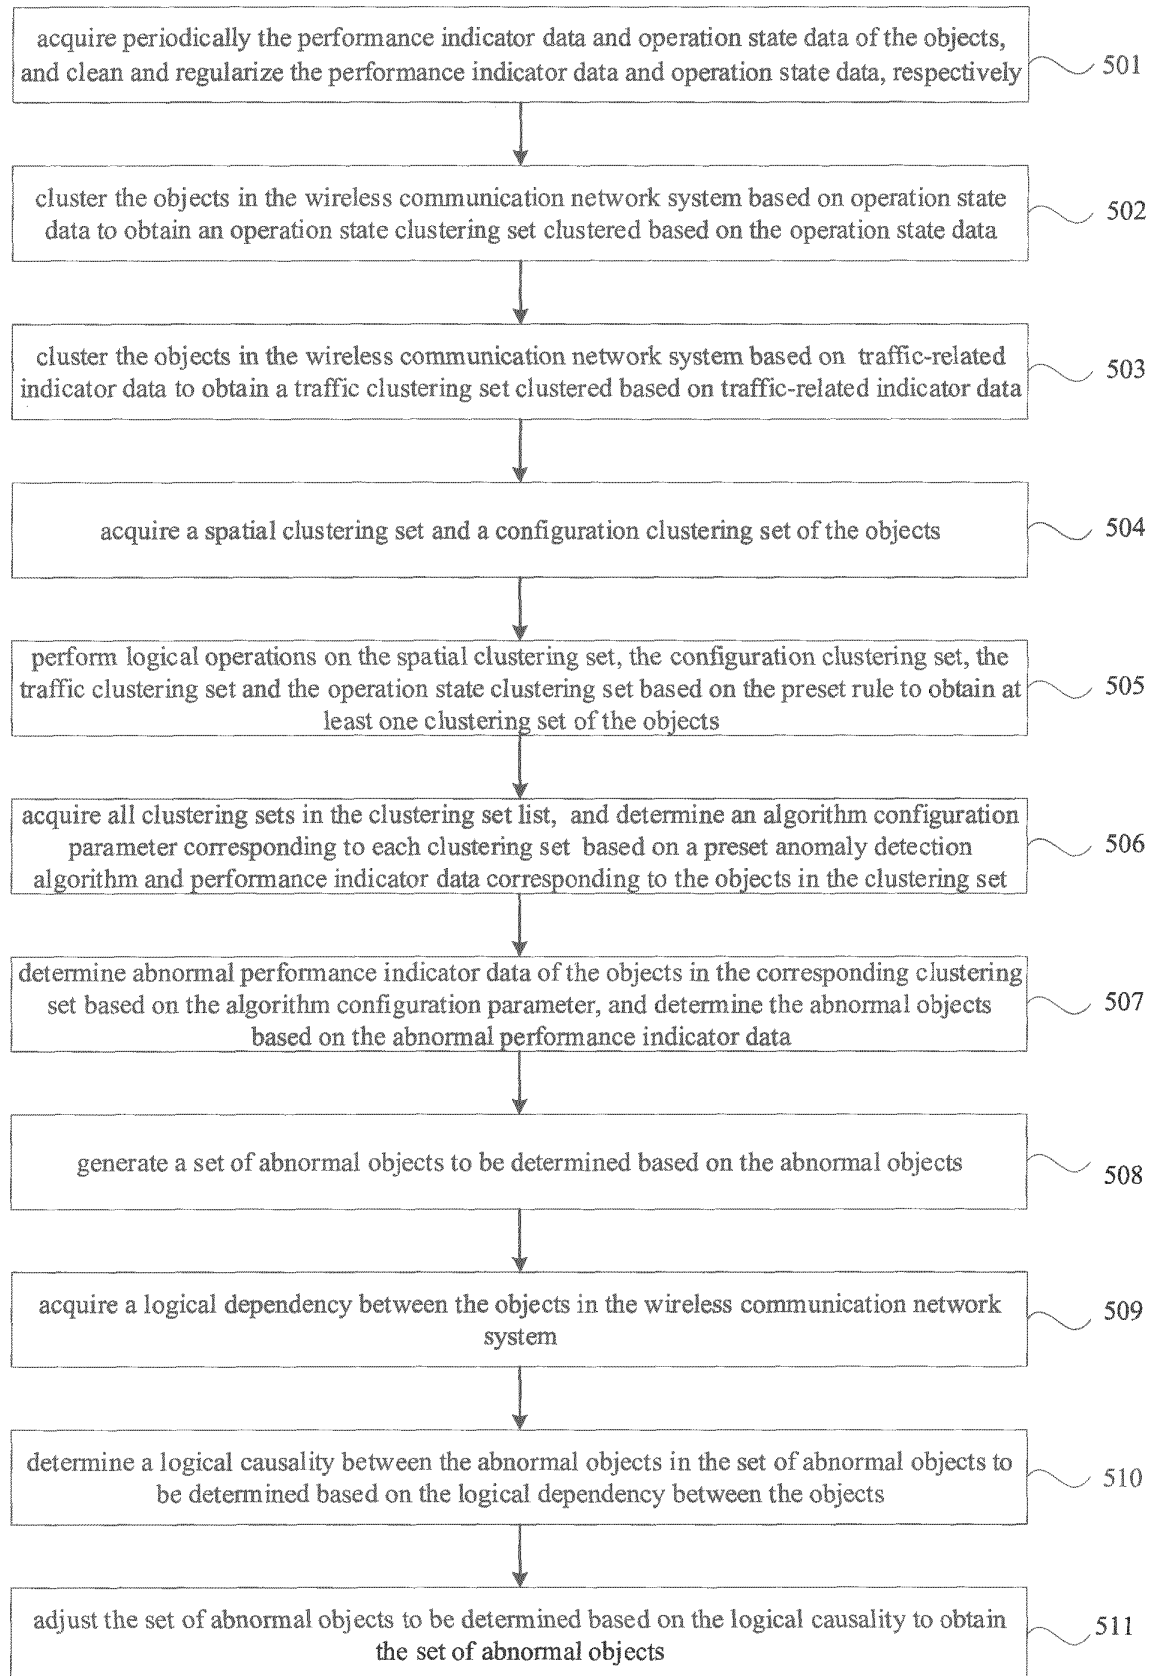 acquire periodically the performance indicator data and operation state data of the objects,
and clean and regularize the performance indicator data and operation state data, respectively
501
cluster the objects in the wireless communication network system based on operation state
data to obtain an operation state clustering set clustered based on the operation state data
502
cluster the objects in the wireless communication network system based on traffic-related
indicator data to obtain a traffic clustering set clustered based on traffic-related indicator data
503
acquire a spatial clustering set and a configuration clustering set of the objects
504
perform logical operations on the spatial clustering set, the configuration clustering set, the
traffic clustering set and the operation state clustering set based on the preset rule to obtain at
least one clustering set of the objects
505
acquire all clustering sets in the clustering set list, and determine an algorithm configuration
parameter corresponding to each clustering set based on a preset anomaly detection
algorithm and performance indicator data corresponding to the objects in the clustering set
506
determine abnormal performance indicator data of the objects in the corresponding clustering
set based on the algorithm configuration parameter, and determine the abnormal objects
based on the abnormal performance indicator data
507
generate a set of abnormal objects to be determined based on the abnormal objects
508
acquire a logical dependency between the objects in the wireless communication network
system
509
determine a logical causality between the abnormal objects in the set of abnormal objects to
be determined based on the logical dependency between the objects
510
adjust the set of abnormal objects to be determined based on the logical causality to obtain
the set of abnormal objects
511